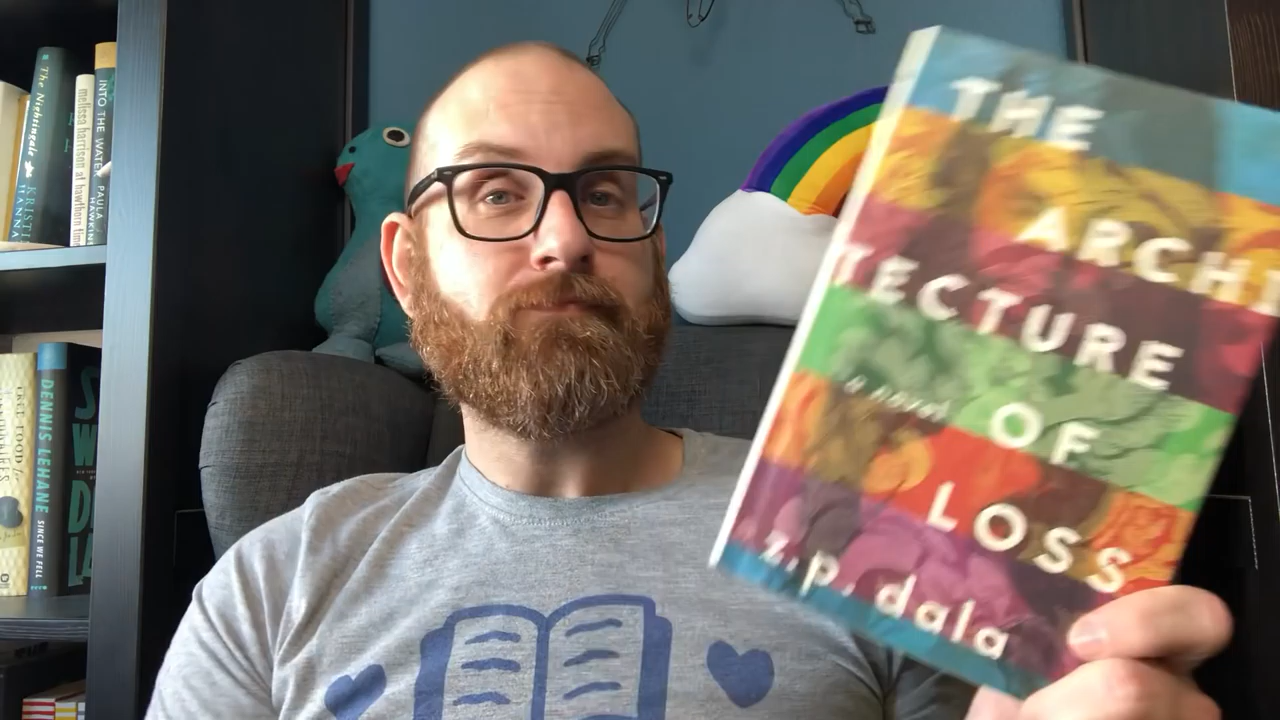 The Nightingale
KRISTIN
HANNA
melissa harrison at hawthorn time
INTO THE WATER
PAULA
HAWKINS
DENNIS LEHANE
SINCE WE FELL
THE
ARCHI
TECTURE
OF
LOSS
a novel
z.p. dala